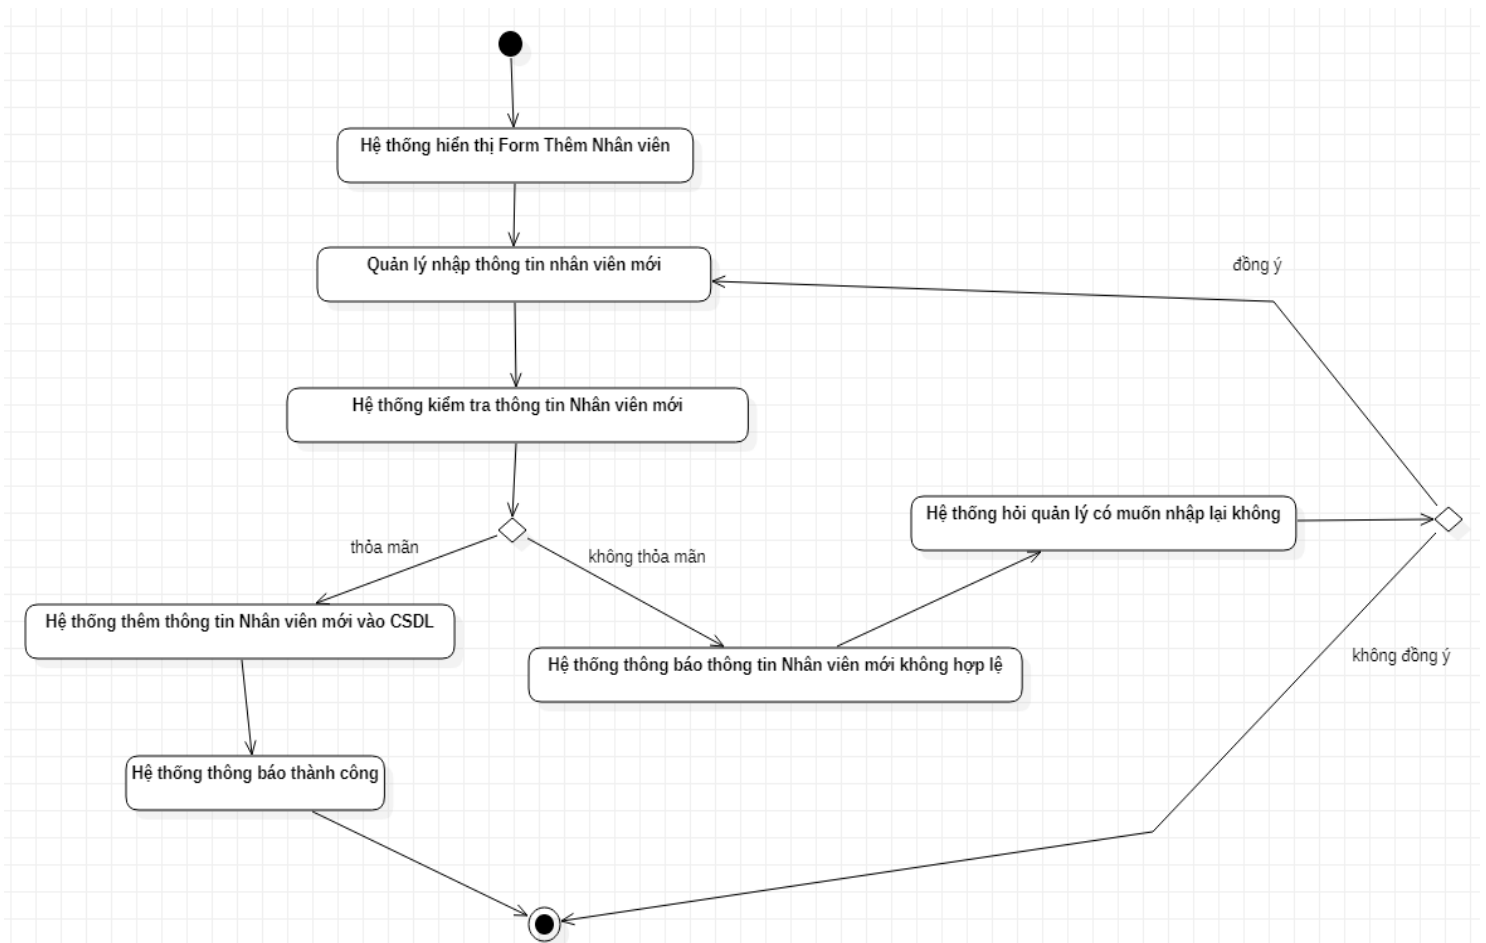 Hệ thống hiển thị Form Thêm Nhân viên
Quản lý nhập thông tin nhân viên mới
đồng ý
Hệ thống kiểm tra thông tin Nhân viên mới
Hệ thống hỏi quản lý có muốn nhập lại không
thỏa mãn
không thỏa mãn
Hệ thống thêm thông tin Nhân viên mới vào CSDL
Hệ thống thông báo thông tin Nhân viên mới không hợp lệ
không đồng ý
Hệ thống thông báo thành công